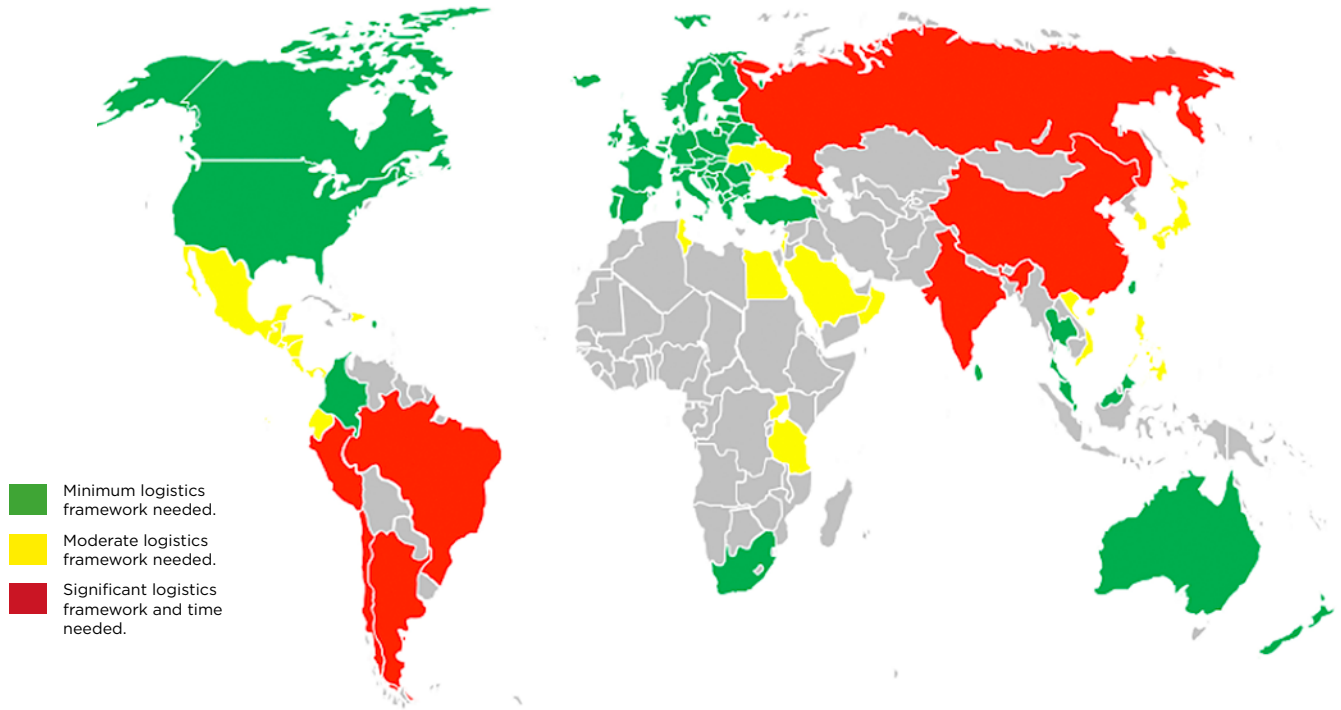 Minimum logistics
framework needed.
Moderate logistics
framework needed.
Significant logistics
framework and time
needed.